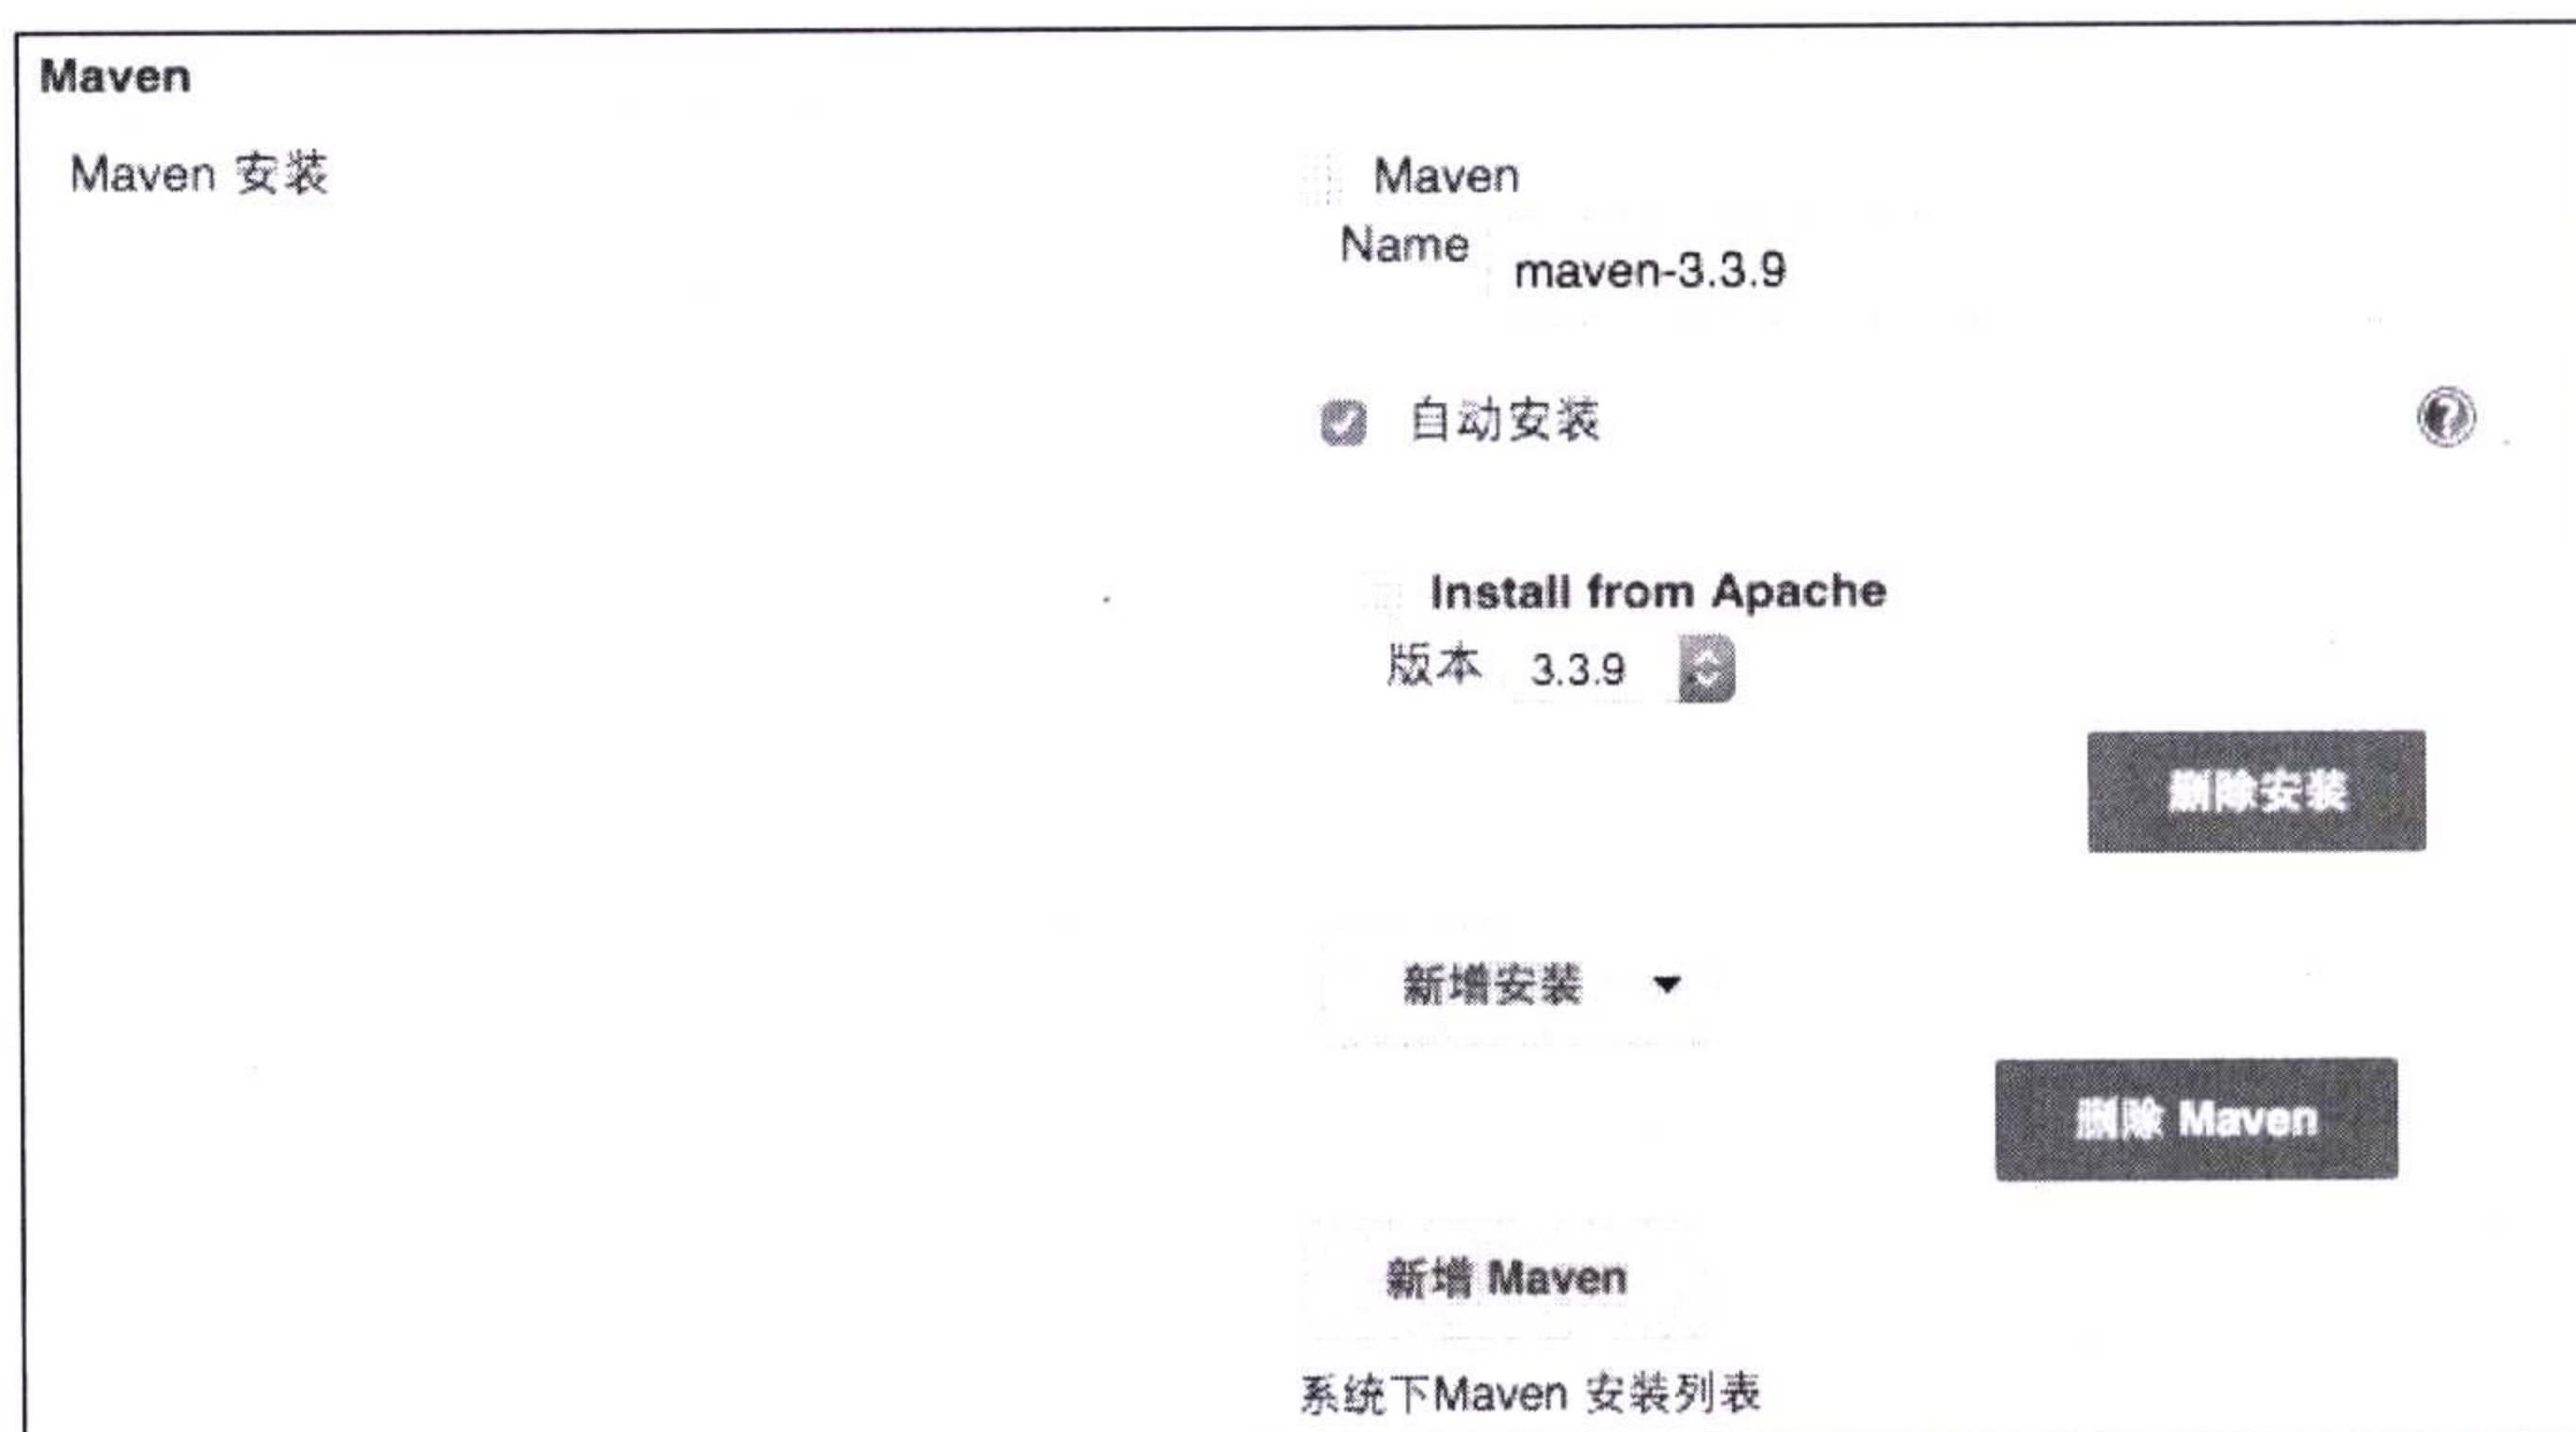 Maven
Maven 安装
Maven
Name maven-3.3.9
自动安装
Install from Apache
版本 3.3.9
删除安装
新增安装
删除 Maven
新增 Maven
系统下Maven 安装列表